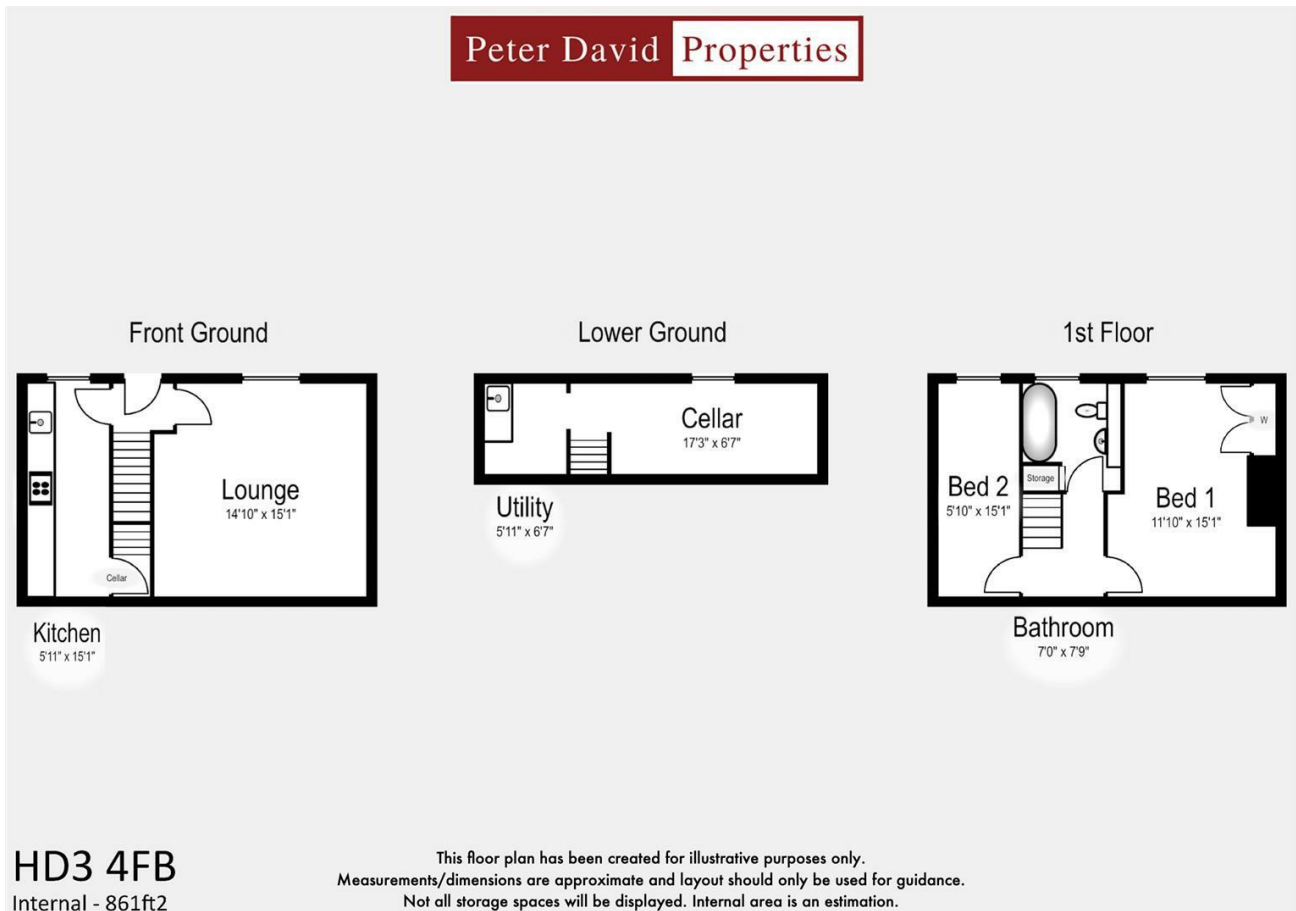 Peter David Properties
Front Ground
Lounge
14'10" x 15'1"
Cellar
Kitchen
5'11" x 15'1"
Lower Ground
Cellar
17'3" x 6'7"
Utility
5'11" x 6'7"
1st Floor
Bed 2
5'10" x 15'1"
Storage
W
Bed 1
11'10" x 15'1"
Bathroom
7'0" x 7'9"
HD3 4FB
Internal - 861ft2
This floor plan has been created for illustrative purposes only.
Measurements/dimensions are approximate and layout should only be used for guidance.
Not all storage spaces will be displayed. Internal area is an estimation.